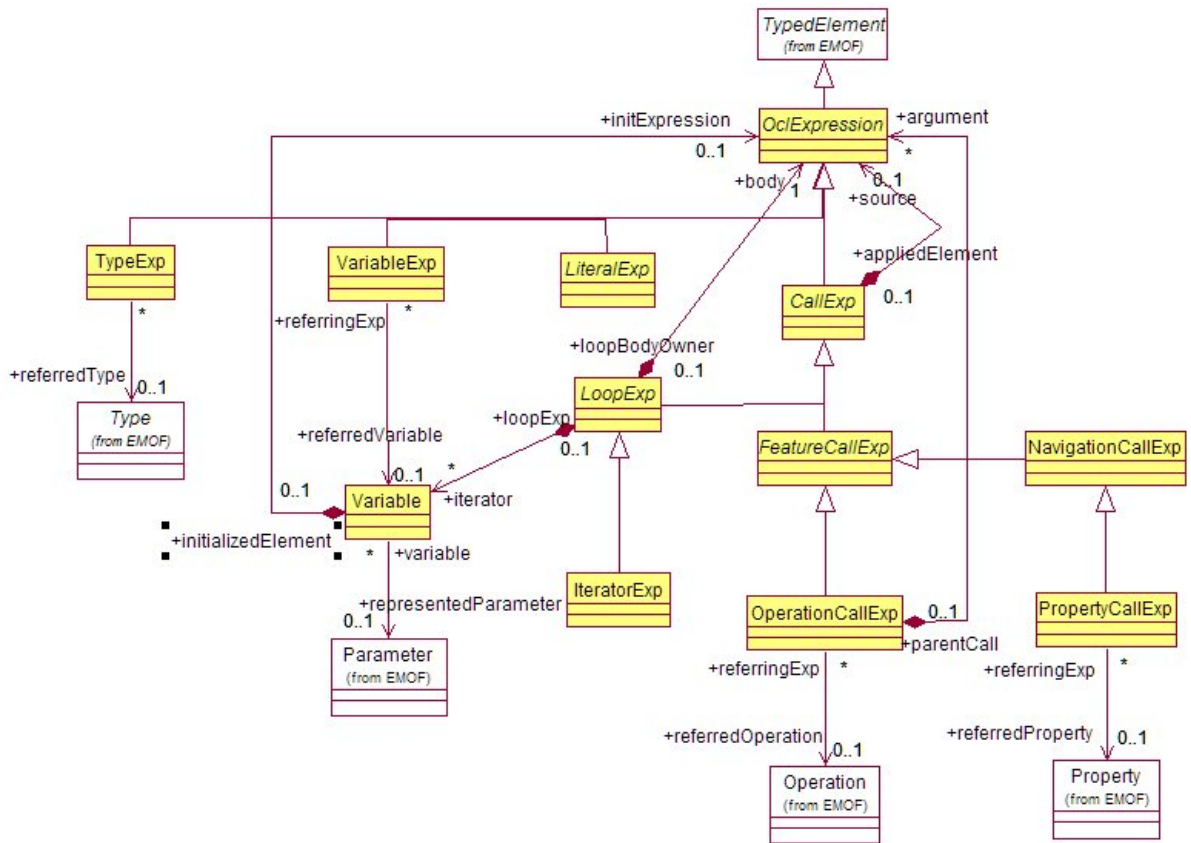 TypedElement
(from EMOF)
+initExpression
0..1
OclExpression
+argument
*
+body
1
0..1
+source
TypeExp
*
VariableExp
*
LiteralExp
+appliedElement
0..1
CallExp
+referringExp
+loopBodyOwner
0..1
+referredType
0..1
Type
(from EMOF)
LoopExp
+loopExp
0..1
+referredVariable
0..1
*
+iterator
FeatureCallExp
NavigationCallExp
0..1
Variable
+initializedElement
*
+variable
+representedParameter
0..1
IteratorExp
OperationCallExp
0..1
+parentCall
PropertyCallExp
Parameter
(from EMOF)
+referringExp
*
+referringExp
*
+referredOperation
0..1
+referredProperty
0..1
Operation
(from EMOF)
Property
(from EMOF)